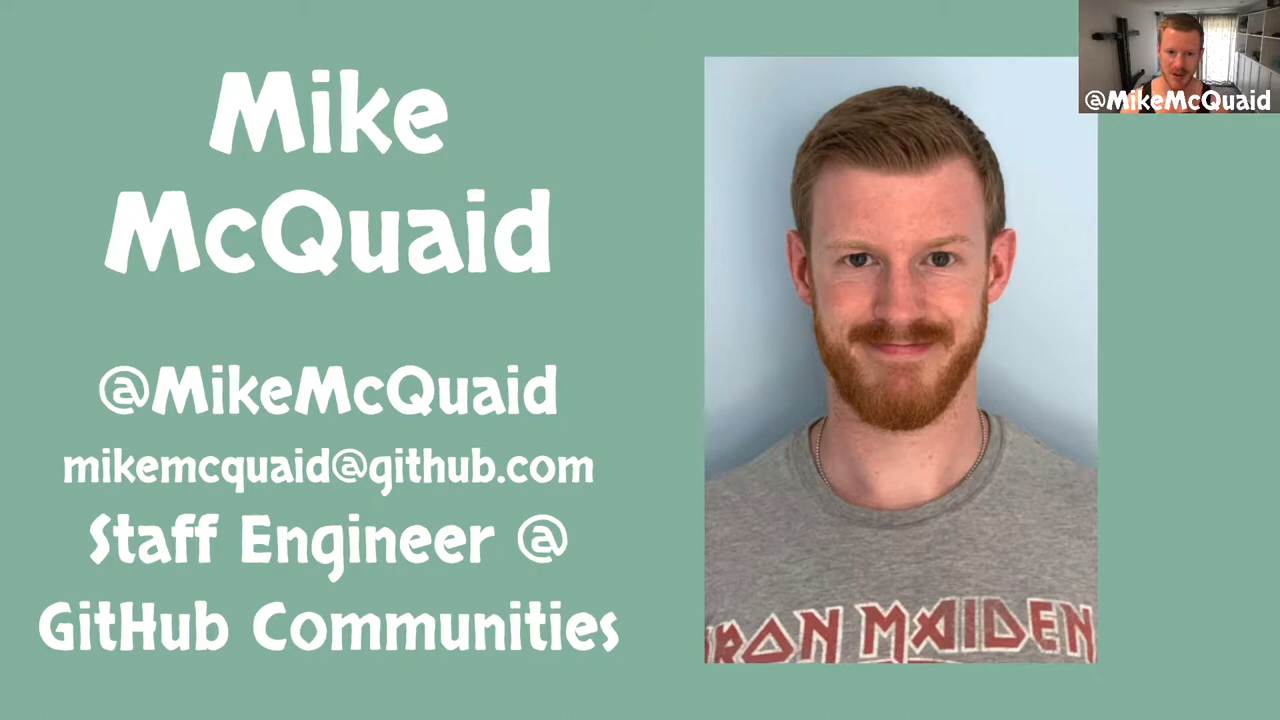 Mike
McQuaid
@MikeMcQuaid
mikemcquaid@github.com
Staff Engineer @
GitHub Communities
@MikeMcQuaid
IRON MAIDEN